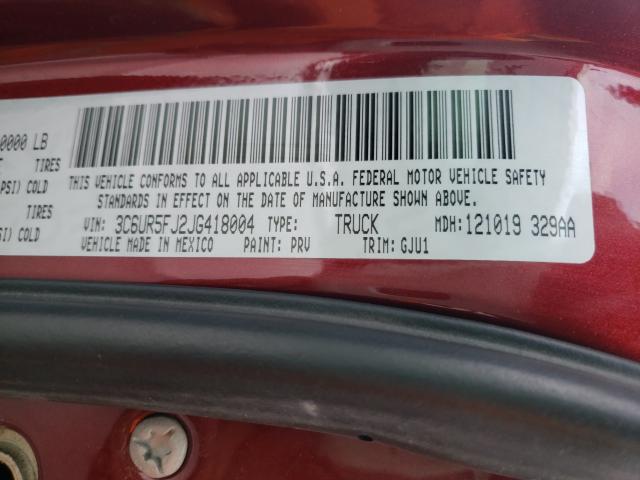 0000 LB
TIRES
PSI) COLD
TIRES
SI) COLD
THIS VEHICLE CONFORMS TO ALL APPLICABLE U.S.A. FEDERAL MOTOR VEHICLE SAFETY
STANDARDS IN EFFECT ON THE DATE OF MANUFACTURE SHOWN ABOVE.
VIN: 3C6UR5FJ2JG418004 TYPE: TRUCK MDH: 121019 329AA
VEHICLE MADE IN MEXICO PAINT: PRV TRIM: GJU1